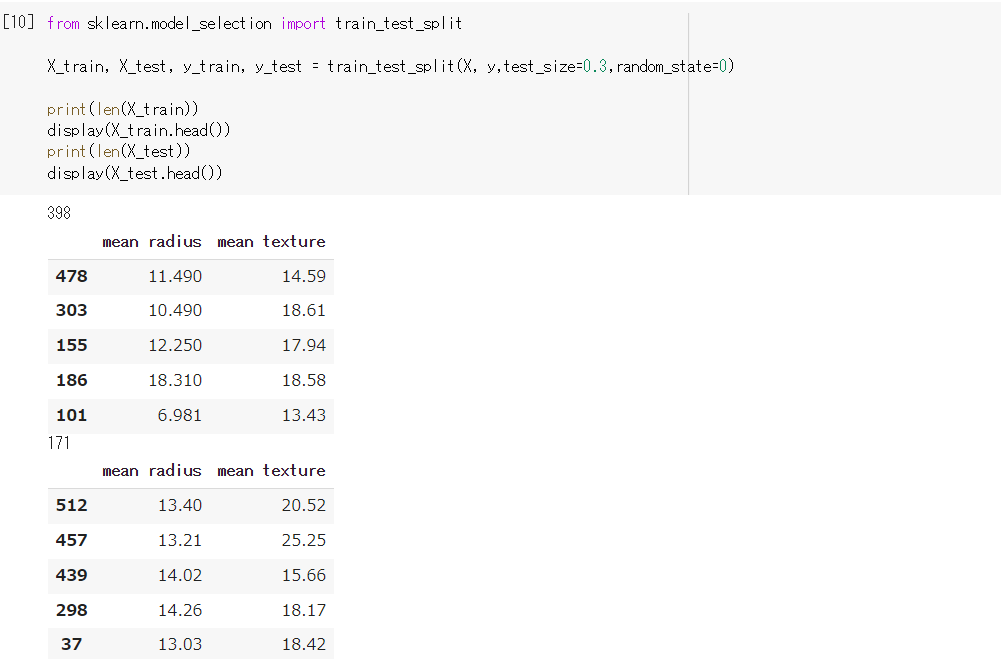 [10] from sklearn.model_selection import train_test_split
X_train, X_test, y_train, y_test = train_test_split(X, y,test_size=0.3,random_state=0)
print(len(X_train))
display(X_train.head())
print(len(X_test))
display(X_test.head())
398
mean radius mean texture
478 11.490 14.59
303 10.490 18.61
155 12.250 17.94
186 18.310 18.58
101 6.981 13.43
171
mean radius mean texture
512 13.40 20.52
457 13.21 25.25
439 14.02 15.66
298 14.26 18.17
37 13.03 18.42